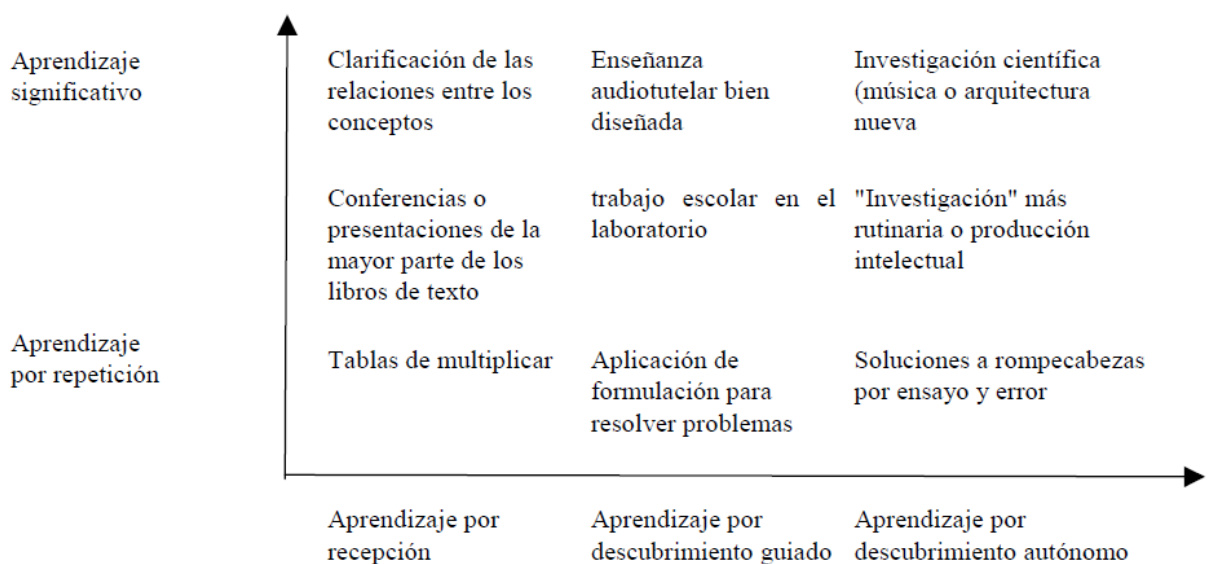 Aprendizaje
significativo
Clarificación de las
relaciones entre los
conceptos
Enseñanza
audiotutelar bien
diseñada
Investigación científica
(música o arquitectura
nueva
Conferencias o
presentaciones de la
mayor parte de los
libros de texto
trabajo escolar en el
laboratorio
"Investigación" más
rutinaria o producción
intelectual
Aprendizaje
por repetición
Tablas de multiplicar
Aplicación de
formulación para
resolver problemas
Soluciones a rompecabezas
por ensayo y error
Aprendizaje por
recepción
Aprendizaje por
descubrimiento guiado
Aprendizaje por
descubrimiento autónomo